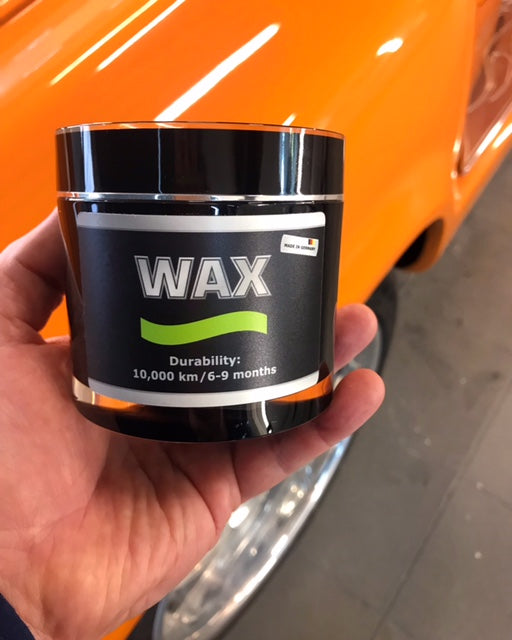 MADE IN GERMANY
WAX
Durability:
10,000 km/6-9 months